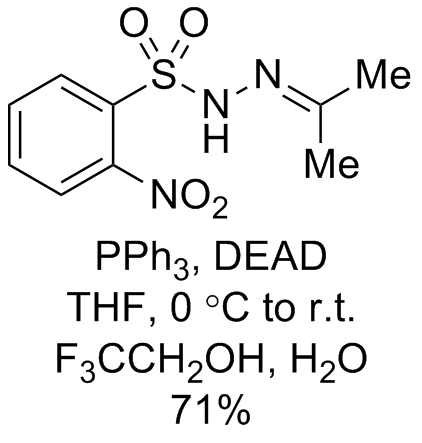 O O
S
N
N
H
Me
Me
NO₂
PPh₃, DEAD
THF, 0 °C to r.t.
F₃CCH₂OH, H₂O
71%